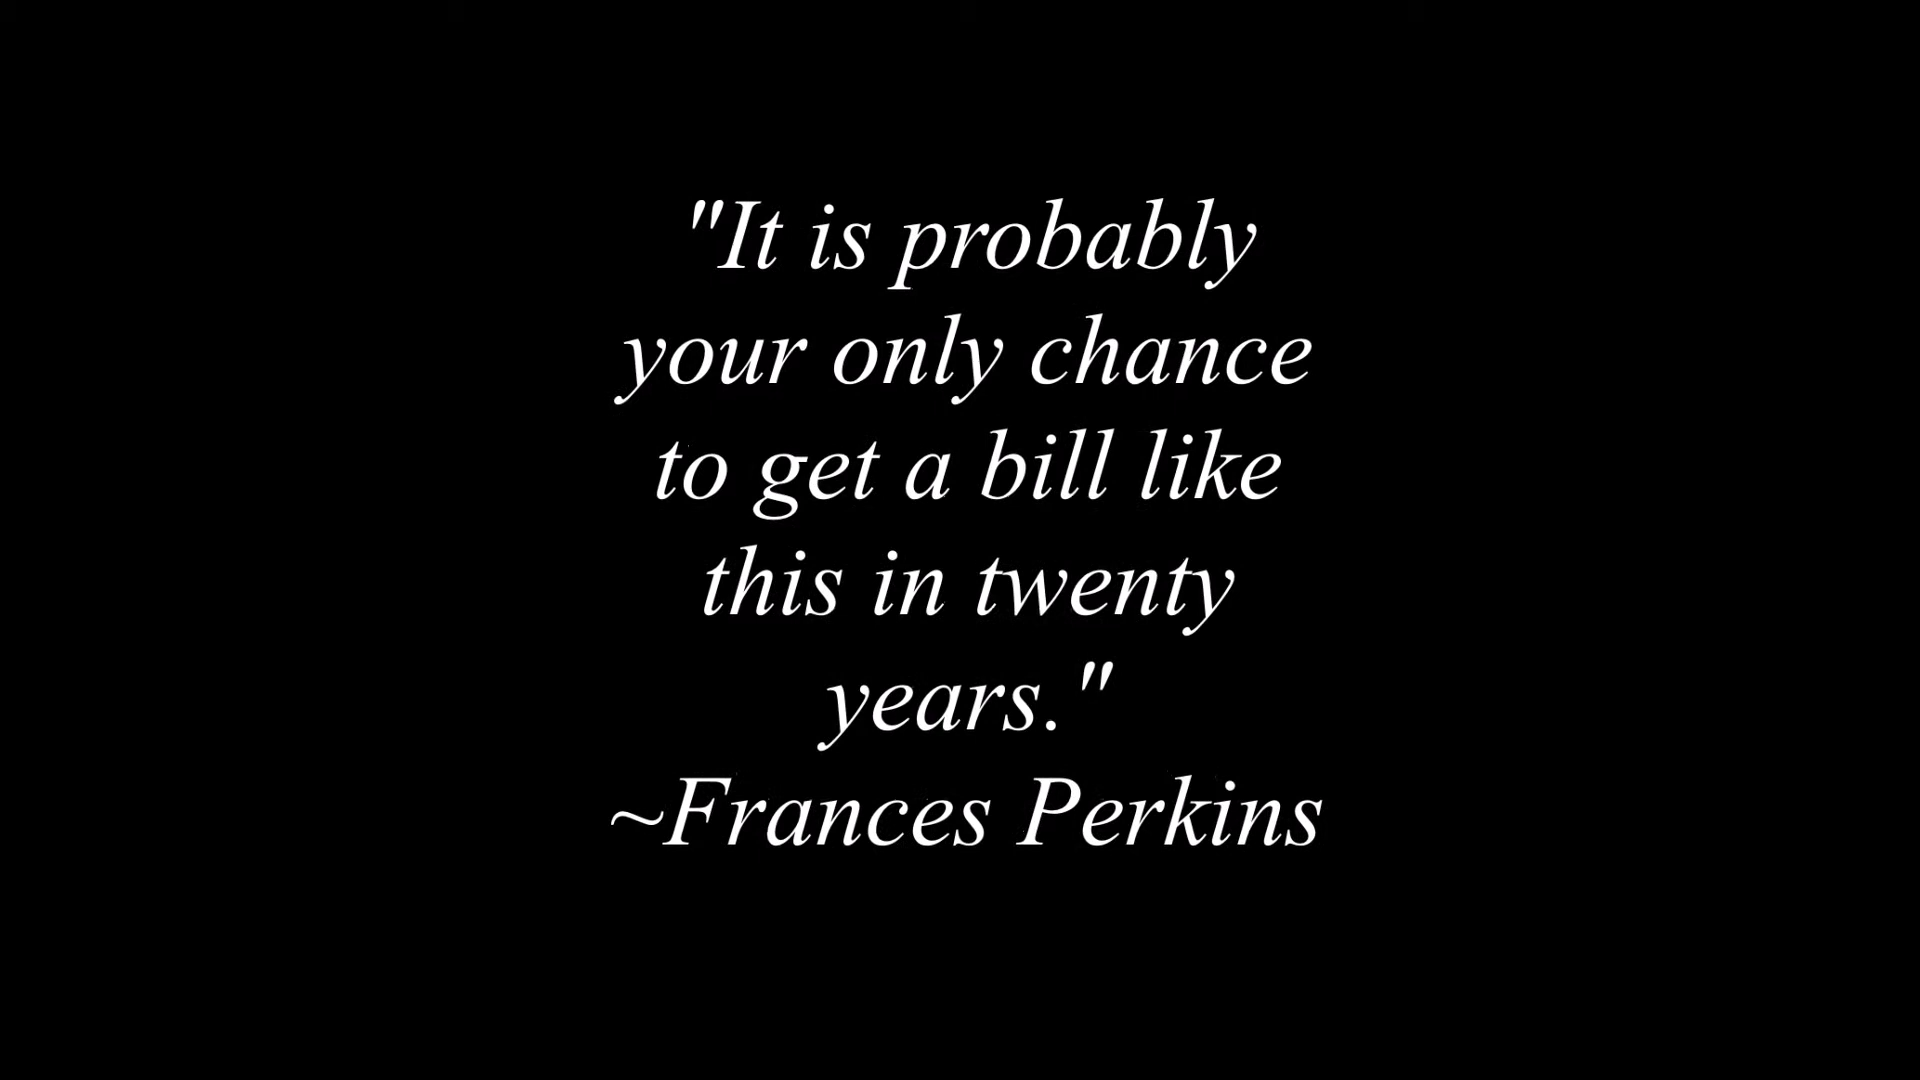 "It is probably
your only chance
to get a bill like
this in twenty
years."
~Frances Perkins